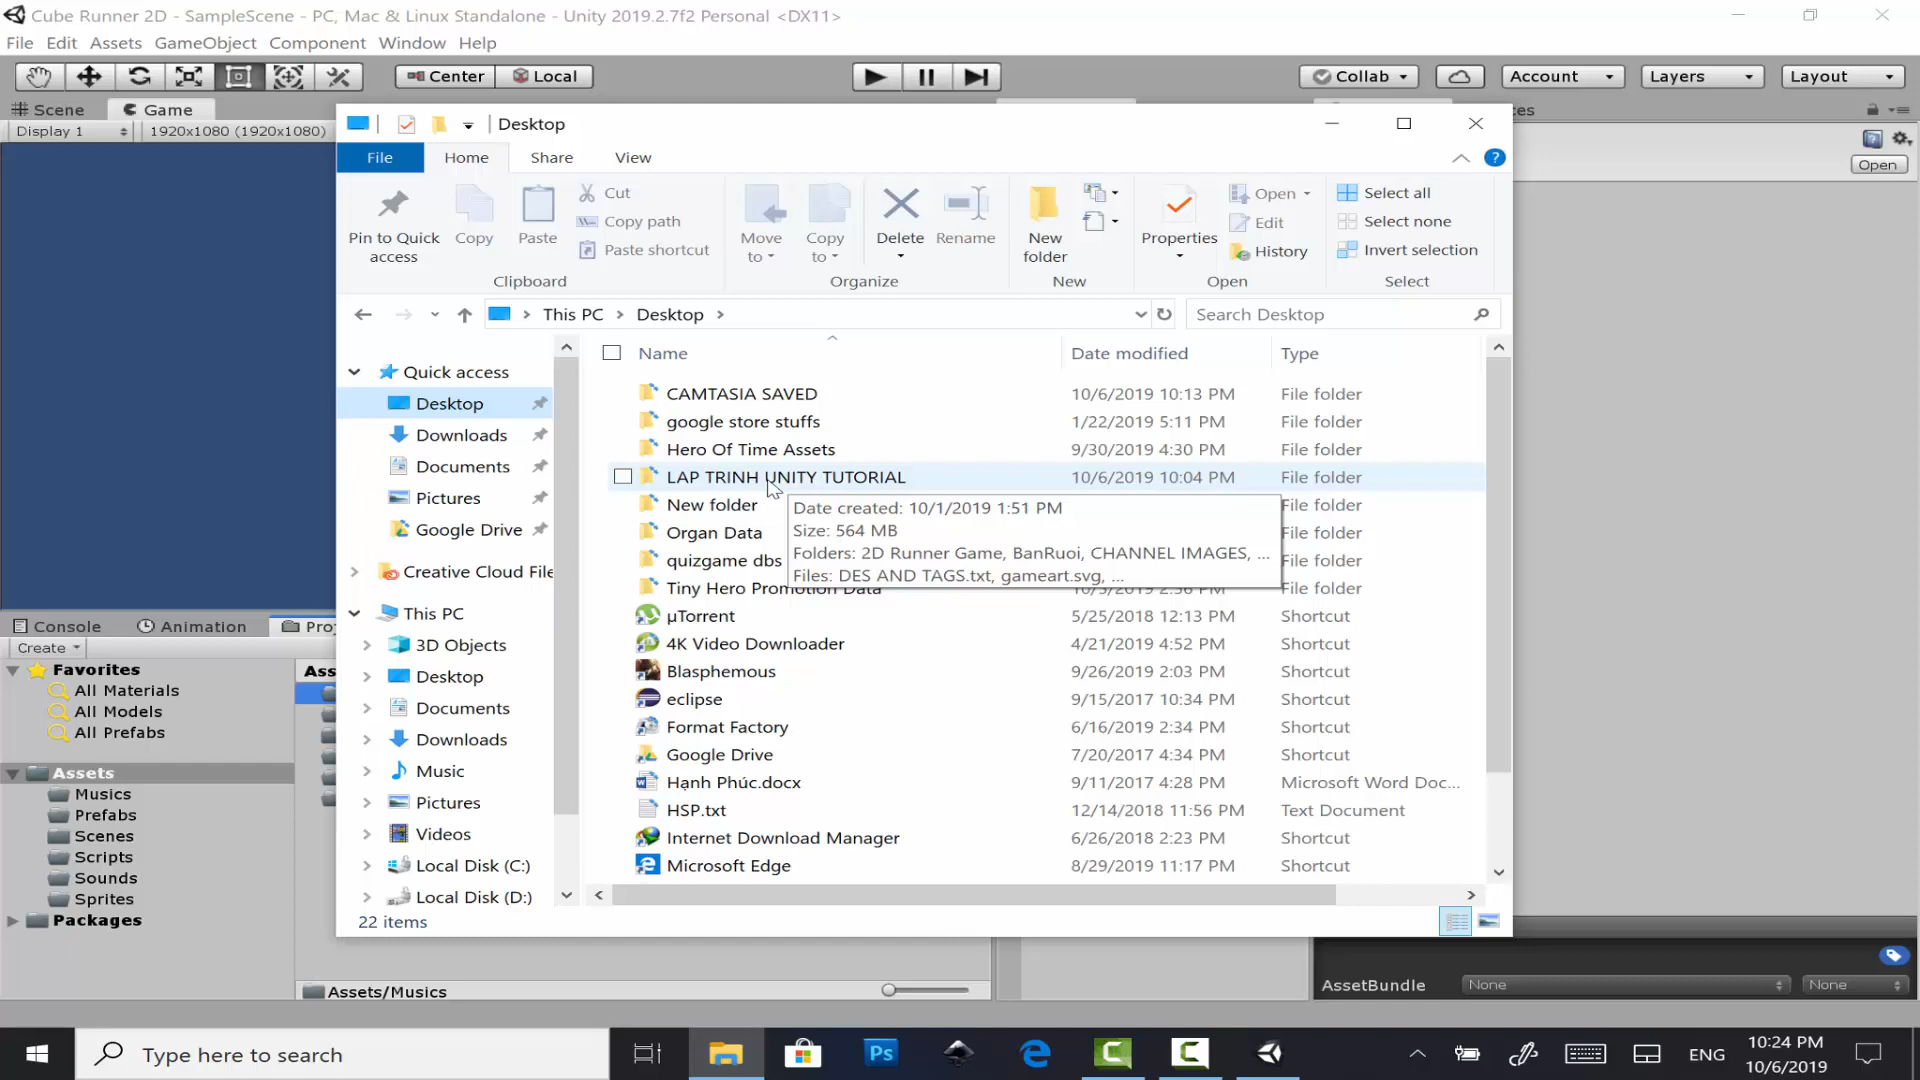 Cube Runner 2D - SampleScene - PC, Mac & Linux Standalone - Unity 2019.2.7f2 Personal <DX11>
File Edit Assets GameObject Component Window Help
Center Local Collab Account Layers Layout
Scene Game
Display 1 1920x1080 (1920x1080)
Open
Desktop
File Home Share View
Pin to Quick access
Copy
Paste
Cut
Copy path
Paste shortcut
Clipboard
Move to
Copy to
Delete
Rename
Organize
New folder
New
Properties
Open
Edit
History
Open
Select all
Select none
Invert selection
Select
This PC Desktop
Search Desktop
Quick access
Desktop
Downloads
Documents
Pictures
Google Drive
Creative Cloud File
This PC
3D Objects
Desktop
Documents
Downloads
Music
Pictures
Videos
Local Disk (C:)
Local Disk (D:)
Name Date modified Type
CAMTASIA SAVED 10/6/2019 10:13 PM File folder
google store stuffs 1/22/2019 5:11 PM File folder
Hero Of Time Assets 9/30/2019 4:30 PM File folder
LAP TRINH UNITY TUTORIAL 10/6/2019 10:04 PM File folder
New folder File folder
Organ Data File folder
quizgame dbs File folder
Tiny Hero Promotion Data 10/5/2019 2:56 PM File folder
Date created: 10/1/2019 1:51 PM
Size: 564 MB
Folders: 2D Runner Game, BanRuoi, CHANNEL IMAGES, ...
Files: DES AND TAGS.txt, gameart.svg, ...
µTorrent 5/25/2018 12:13 PM Shortcut
4K Video Downloader 4/21/2019 4:52 PM Shortcut
Blasphemous 9/26/2019 2:03 PM Shortcut
eclipse 9/15/2017 10:34 PM Shortcut
Format Factory 6/16/2019 2:34 PM Shortcut
Google Drive 7/20/2017 4:34 PM Shortcut
Hạnh Phúc.docx 9/11/2017 4:28 PM Microsoft Word Doc...
HSP.txt 12/14/2018 11:56 PM Text Document
Internet Download Manager 6/26/2018 2:23 PM Shortcut
Microsoft Edge 8/29/2019 11:17 PM Shortcut
22 items
Console Animation Proj
Create
Favorites
All Materials
All Models
All Prefabs
Assets
Musics
Prefabs
Scenes
Scripts
Sounds
Sprites
Packages
Ass
Assets/Musics
AssetBundle None None
Type here to search
Ps
ENG
10:24 PM
10/6/2019